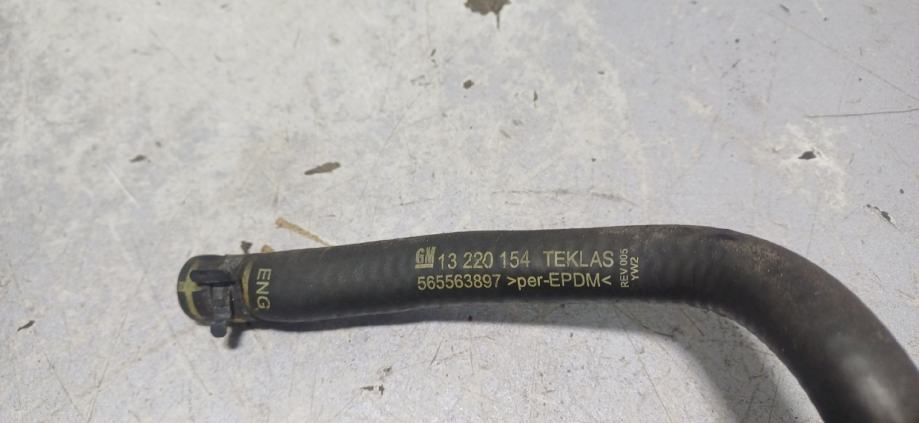 ENG
GM 13 220 154 TEKLAS
565563897 >per-EPDM<
REV 005
YW2